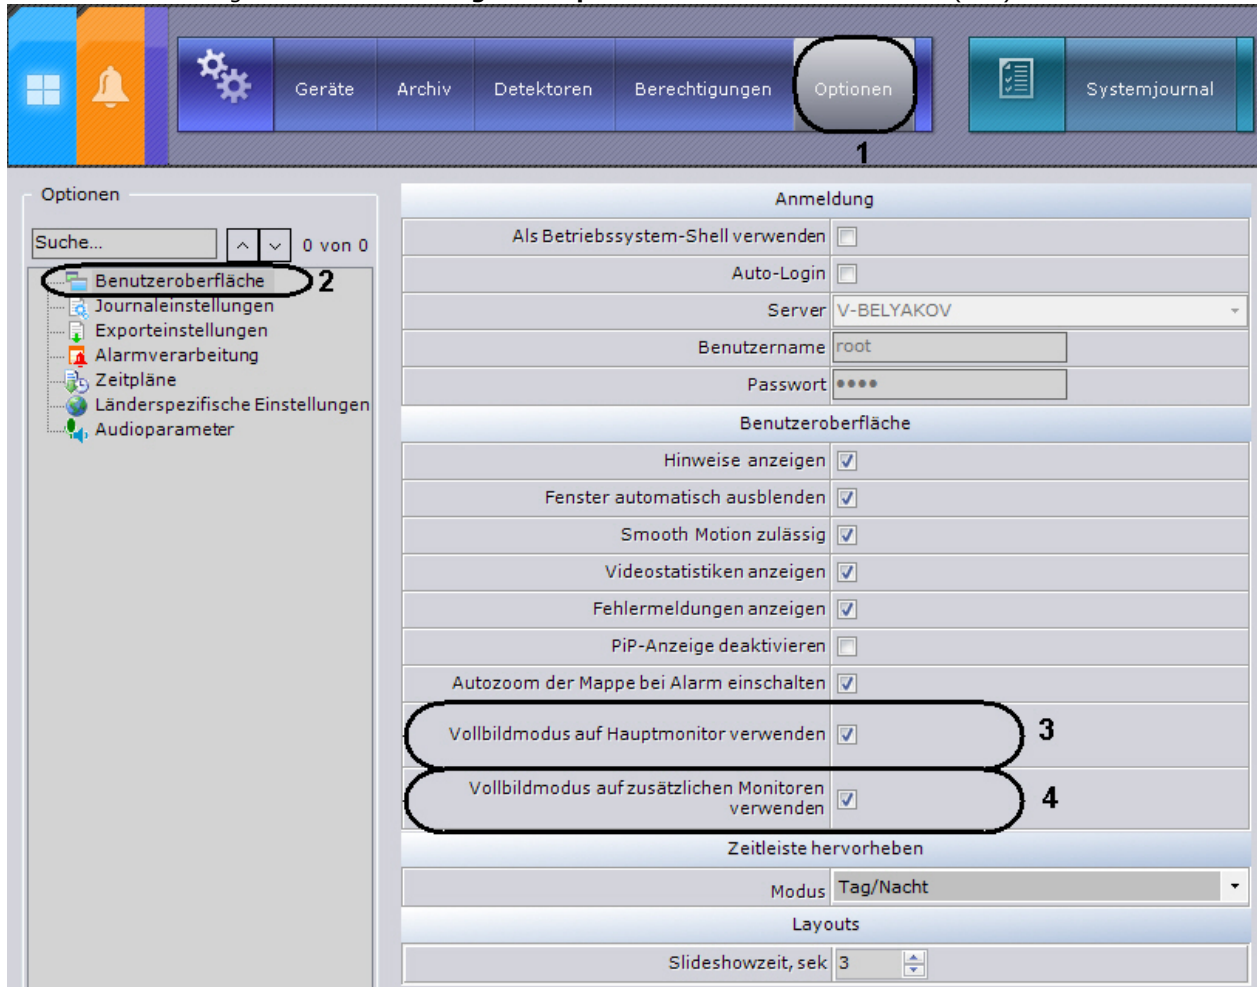 Geräte Archiv Detektoren Berechtigungen Optionen Systemjournal
1
Optionen
Suche... 0 von 0
Benutzeroberfläche 2
Journaleinstellungen
Exporteinstellungen
Alarmverarbeitung
Zeitpläne
Länderspezifische Einstellungen
Audioparameter
Anmeldung
Als Betriebssystem-Shell verwenden
Auto-Login
Server V-BELYAKOV
Benutzername root
Passwort ●●●●
Benutzeroberfläche
Hinweise anzeigen
Fenster automatisch ausblenden
Smooth Motion zulässig
Videostatistiken anzeigen
Fehlermeldungen anzeigen
PiP-Anzeige deaktivieren
Autozoom der Mappe bei Alarm einschalten
Vollbildmodus auf Hauptmonitor verwenden 3
Vollbildmodus auf zusätzlichen Monitoren
verwenden 4
Zeitleiste hervorheben
Modus Tag/Nacht
Layouts
Slideshowzeit, sek 3